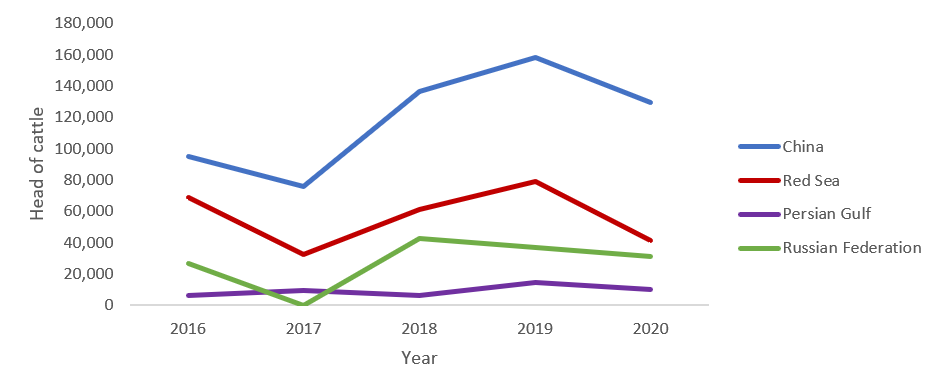 180,000
160,000
140,000
120,000
100,000
80,000
60,000
40,000
20,000
0
Head of cattle
2016 2017 2018 2019 2020
Year
China
Red Sea
Persian Gulf
Russian Federation